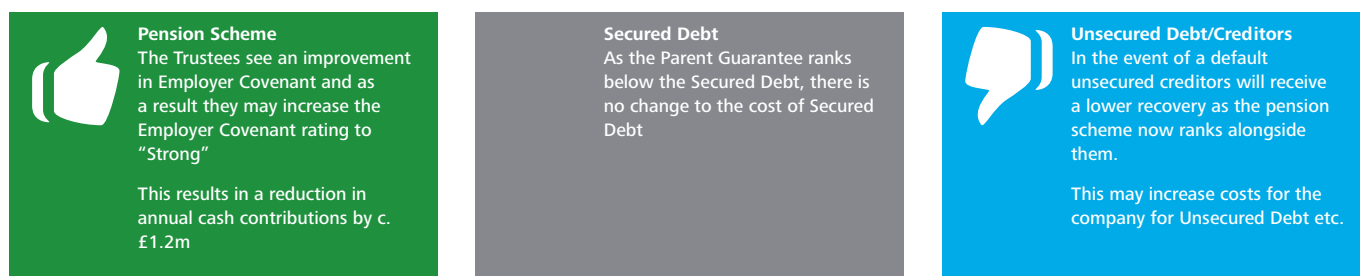 Pension Scheme
The Trustees see an improvement
in Employer Covenant and as
a result they may increase the
Employer Covenant rating to
“Strong”
This results in a reduction in
annual cash contributions by c.
£1.2m
Secured Debt
As the Parent Guarantee ranks
below the Secured Debt, there is
no change to the cost of Secured
Debt
Unsecured Debt/Creditors
In the event of a default
unsecured creditors will receive
a lower recovery as the pension
scheme now ranks alongside
them.
This may increase costs for the
company for Unsecured Debt etc.